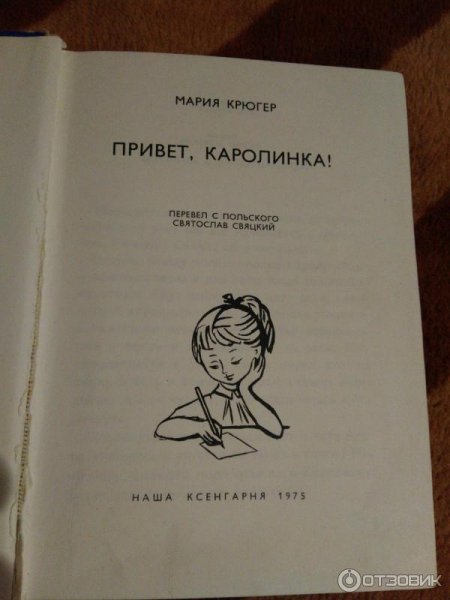 МАРИЯ КРЮГЕР
ПРИВЕТ, КАРОЛИНКА!
ПЕРЕВЕЛ С ПОЛЬСКОГО
СВЯТОСЛАВ СВЯЦКИЙ
НАША КСЕНГАРНЯ 1975
ОТЗОВИК